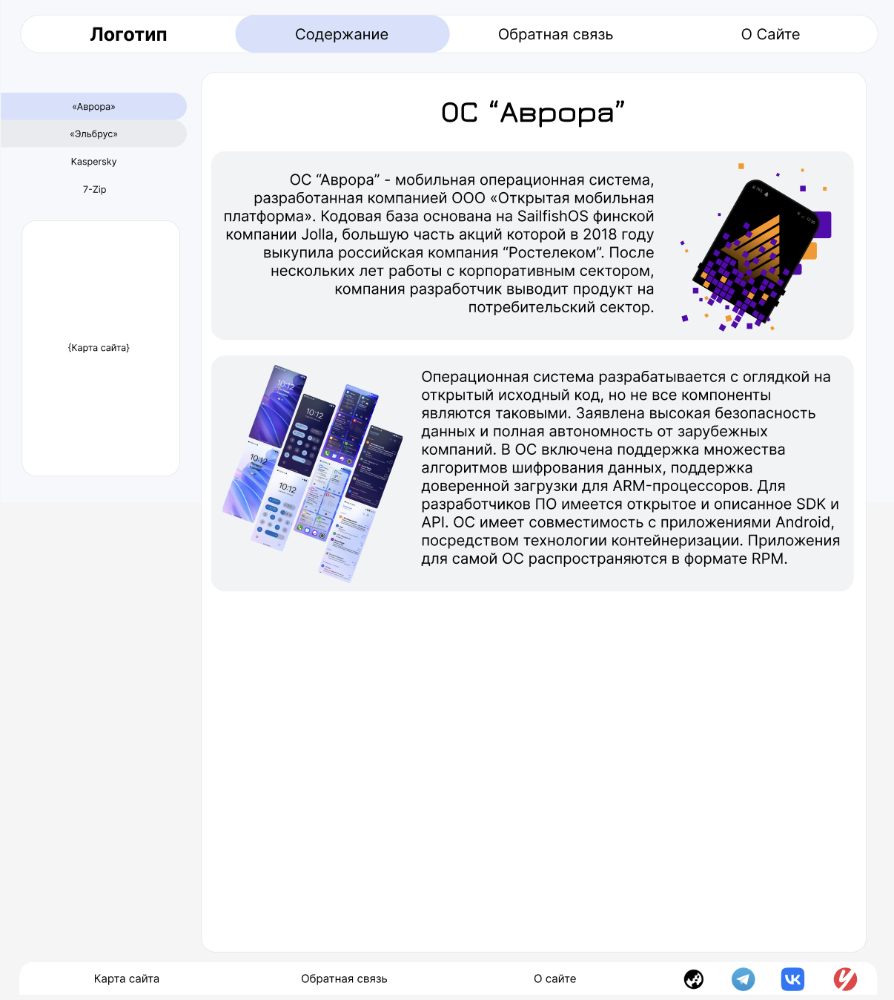 Логотип
Содержание
Обратная связь
О Сайте
«Аврора»
«Эльбрус»
Kaspersky
7-Zip
{Карта сайта}
ОС “Аврора”
ОС “Аврора” - мобильная операционная система,
разработанная компанией ООО «Открытая мобильная
платформа». Кодовая база основана на SailfishOS финской
компании Jolla, большую часть акций которой в 2018 году
выкупила российская компания “Ростелеком”. После
нескольких лет работы с корпоративным сектором,
компания разработчик выводит продукт на
потребительский сектор.
10:12
10:12
10:12
10:12
Операционная система разрабатывается с оглядкой на
открытый исходный код, но не все компоненты
являются таковыми. Заявлена высокая безопасность
данных и полная автономность от зарубежных
компаний. В ОС включена поддержка множества
алгоритмов шифрования данных, поддержка
доверенной загрузки для ARM-процессоров. Для
разработчиков ПО имеется открытое и описанное SDK и
API. ОС имеет совместимость с приложениями Android,
посредством технологии контейнеризации. Приложения
для самой ОС распространяются в формате RPM.
Карта сайта
Обратная связь
О сайте